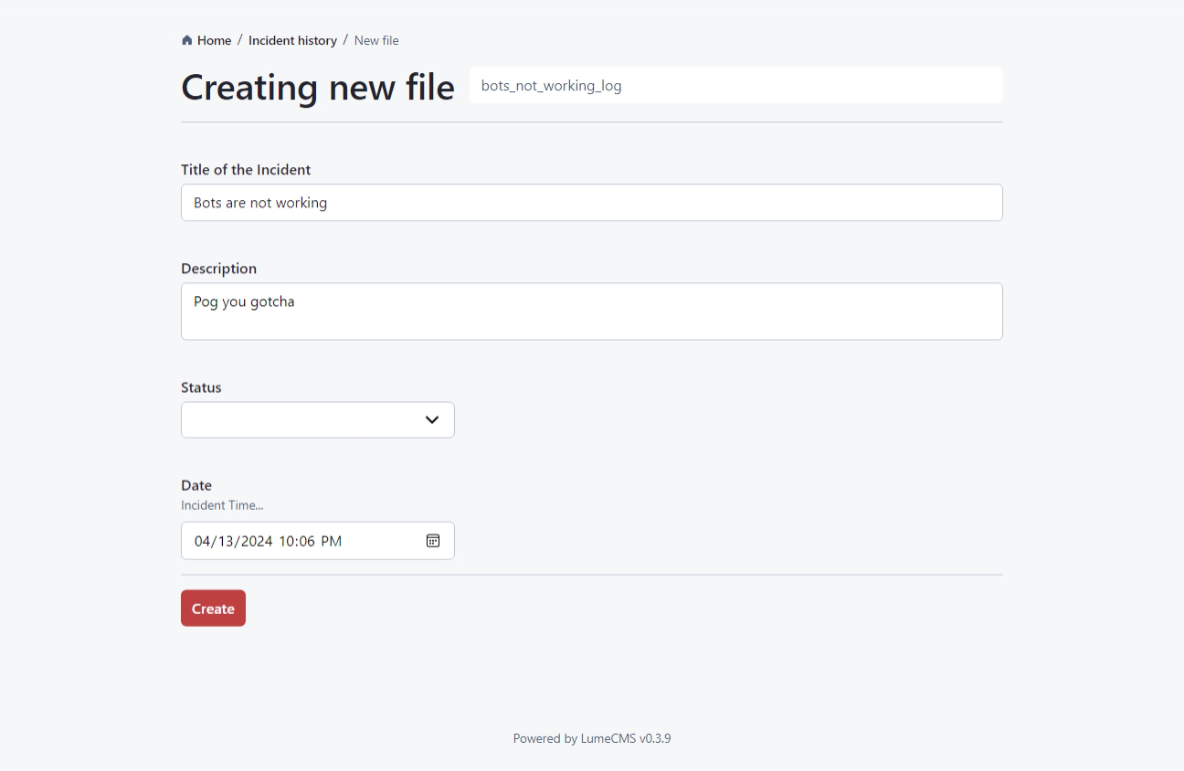 Home / Incident history / New file
Creating new file bots_not_working_log
Title of the Incident
Bots are not working
Description
Pog you gotcha
Status
Date
Incident Time...
04/13/2024 10:06 PM
Create
Powered by LumeCMS v0.3.9